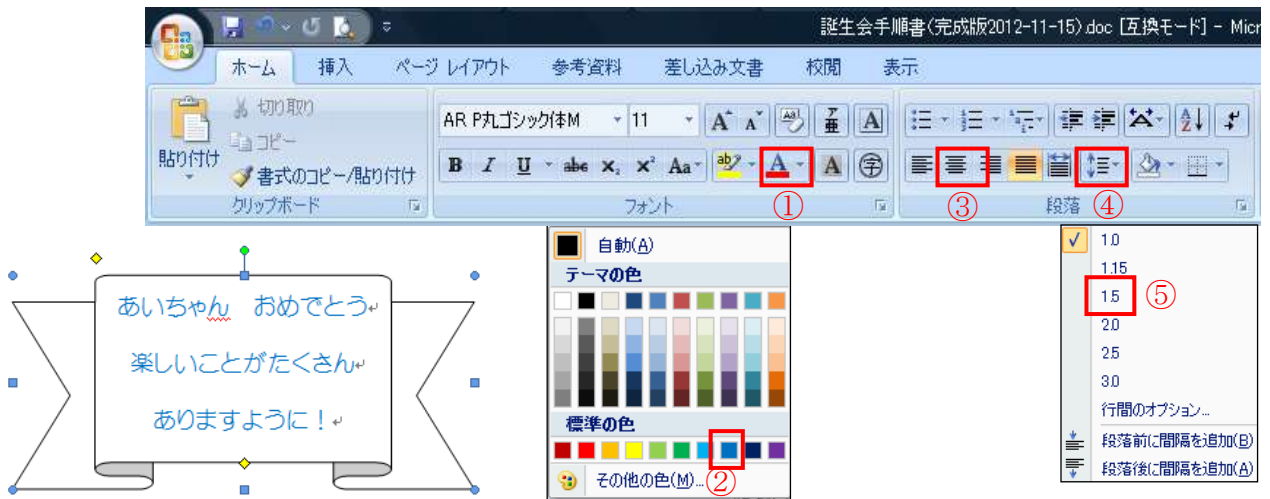 誕生会手順書(完成版2012-11-15).doc [互換モード] - Micr
ホーム 挿入 ページ レイアウト 参考資料 差し込み文書 校閲 表示
切り取り
コピー
貼り付け
書式のコピー/貼り付け
クリップボード
AR P丸ゴシック体M 11
A A Aa ア亜 A
B I U abc x₂ x² Aa ab A A 字
フォント
段落
①
③
④
あいちゃん おめでとう
楽しいことがたくさん
ありますように!
自動(A)
テーマの色
標準の色
その他の色(M)...
②
1.0
1.15
1.5
⑤
2.0
2.5
3.0
行間のオプション...
段落前に間隔を追加(B)
段落後に間隔を追加(A)